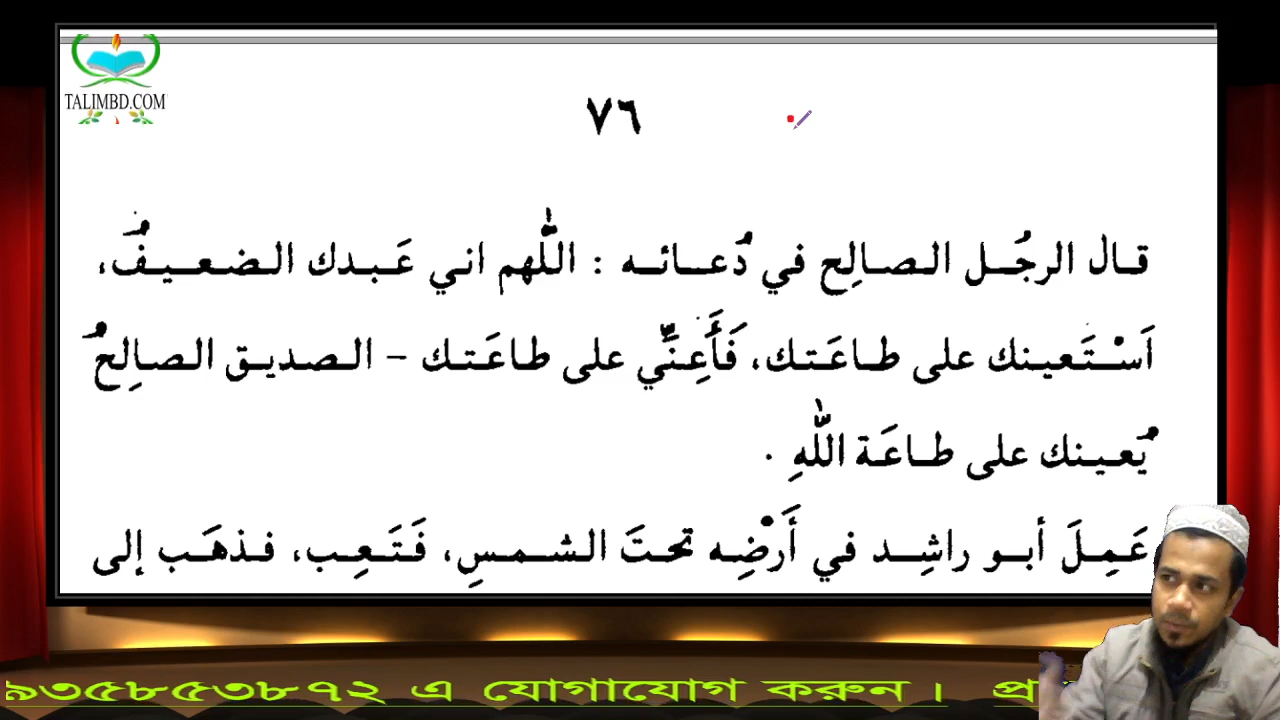 TALIMBD.COM
٧٦
قال الرجُل الصالِح في دُعائه : اللّٰهم اني عَبدك الضعيفُ،
اَسْتَعينك على طاعَتك، فَأَعِنّي على طاعَتك – الصديق الصالِحُ
يُعينك على طاعَة اللّٰهِ .
عَمِلَ أبو راشِد في أَرْضِه تحتَ الشمسِ، فَتَعِب، فذهَب إلى
৯৩৫৮৫৩৮৭২ এ যোগাযোগ করুন।